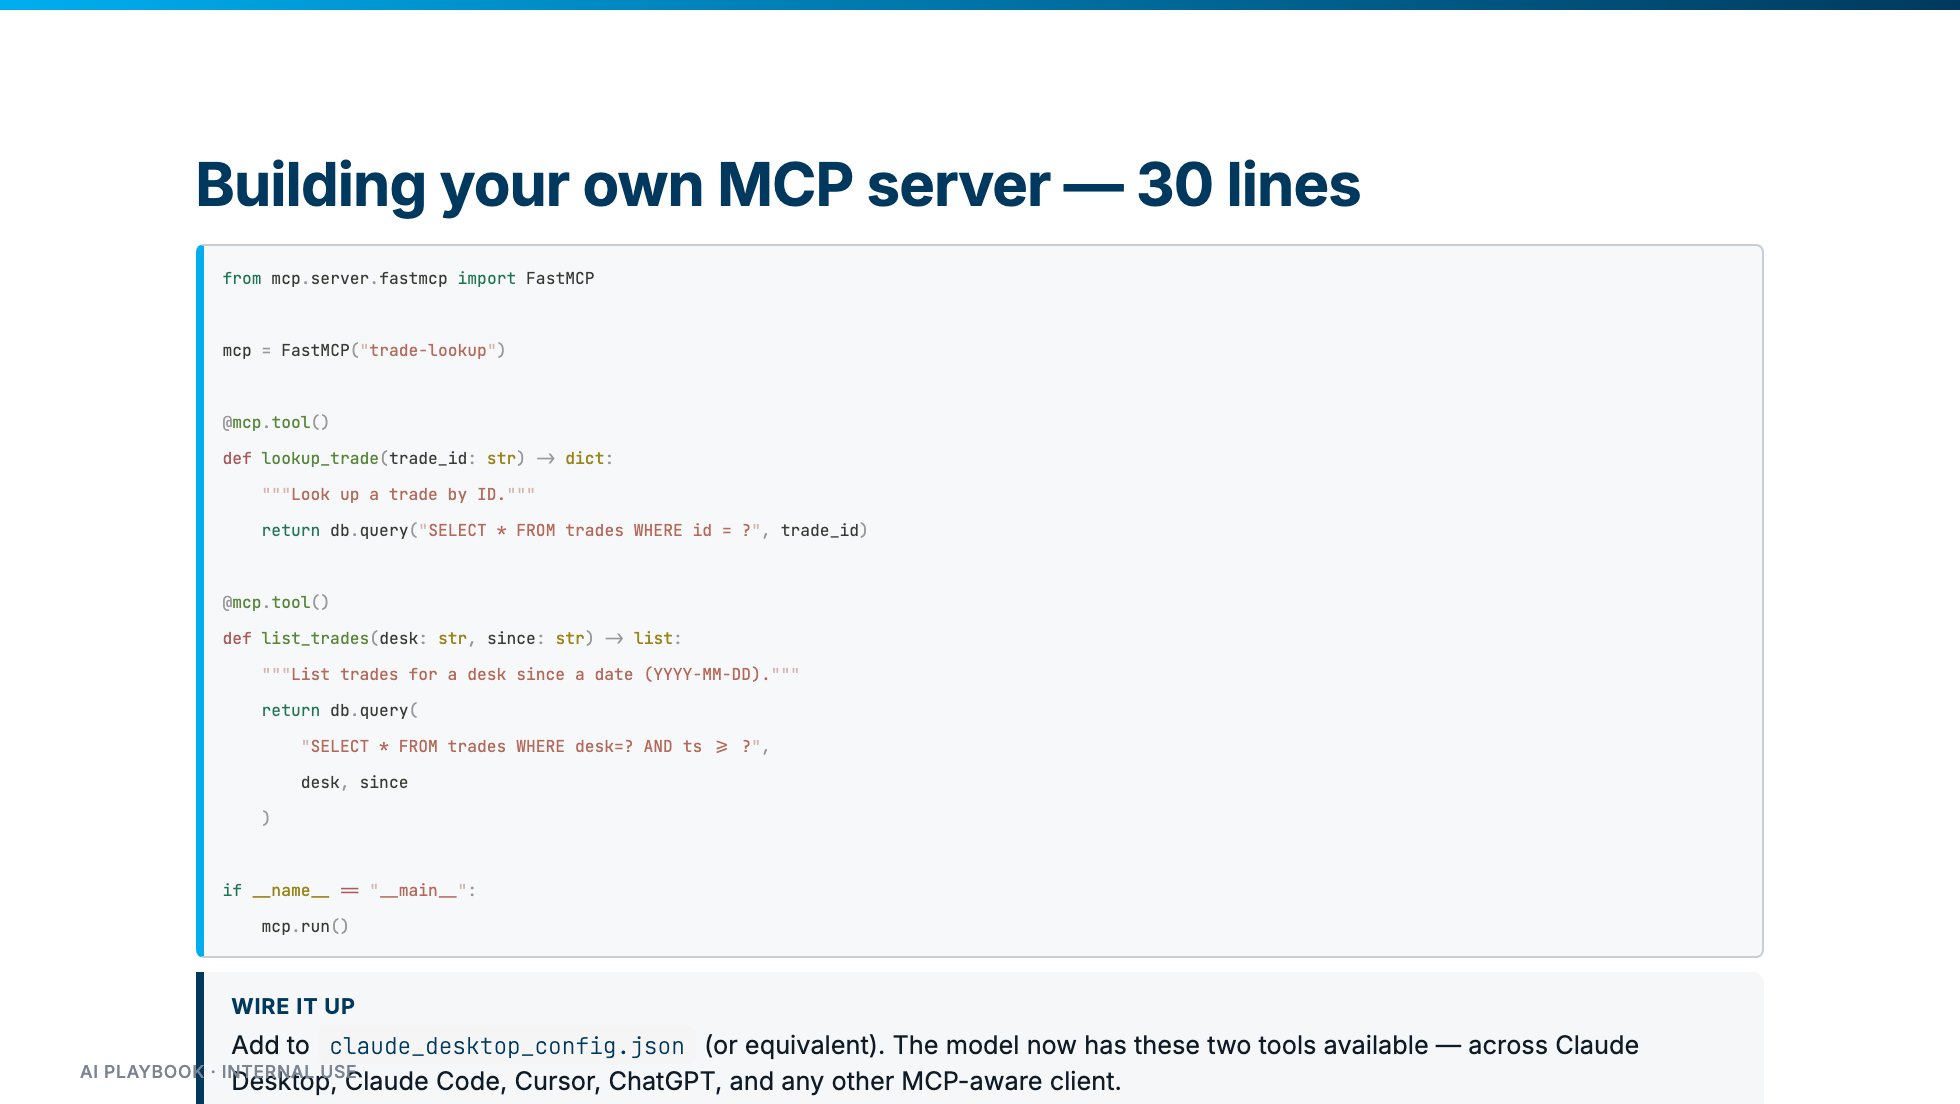 Building your own MCP server — 30 lines
from mcp.server.fastmcp import FastMCP
mcp = FastMCP("trade-lookup")
@mcp.tool()
def lookup_trade(trade_id: str) -> dict:
    """Look up a trade by ID."""
    return db.query("SELECT * FROM trades WHERE id = ?", trade_id)
@mcp.tool()
def list_trades(desk: str, since: str) -> list:
    """List trades for a desk since a date (YYYY-MM-DD)."""
    return db.query(
        "SELECT * FROM trades WHERE desk=? AND ts >= ?",
        desk, since
    )
if __name__ == "__main__":
    mcp.run()
WIRE IT UP
Add to claude_desktop_config.json (or equivalent). The model now has these two tools available — across Claude
Desktop, Claude Code, Cursor, ChatGPT, and any other MCP-aware client.
AI PLAYBOOK · INTERNAL USE